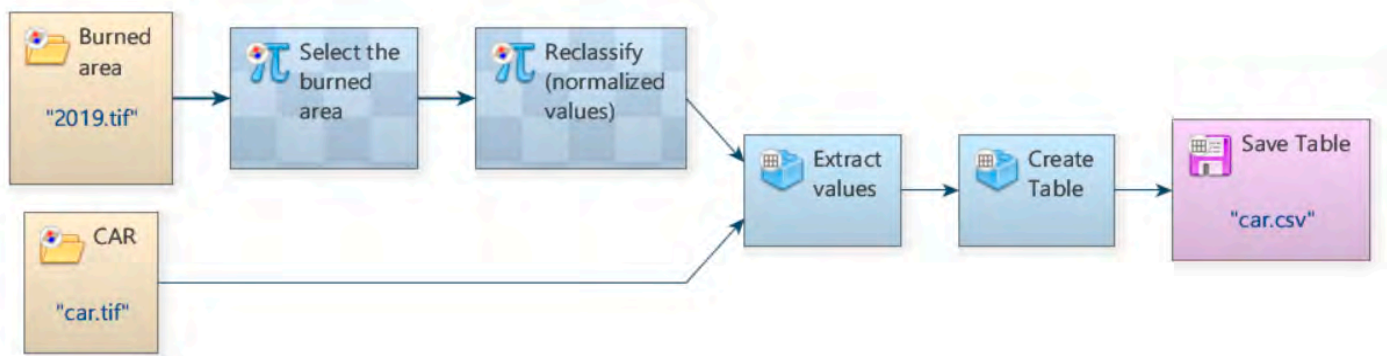 Burned
area
"2019.tif"
Select the
burned
area
Reclassify
(normalized
values)
CAR
"car.tif"
Extract
values
Create
Table
Save Table
"car.csv"